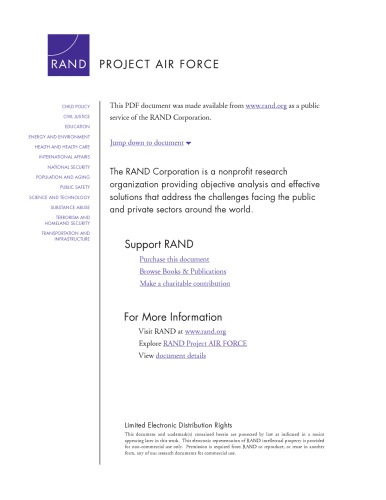 RAND PROJECT AIR FORCE
CHILD POLICY
CIVIL JUSTICE
EDUCATION
ENERGY AND ENVIRONMENT
HEALTH AND HEALTH CARE
INTERNATIONAL AFFAIRS
NATIONAL SECURITY
POPULATION AND AGING
PUBLIC SAFETY
SCIENCE AND TECHNOLOGY
SUBSTANCE ABUSE
TERRORISM AND
HOMELAND SECURITY
TRANSPORTATION AND
INFRASTRUCTURE
This PDF document was made available from www.rand.org as a public
service of the RAND Corporation.
Jump down to document
The RAND Corporation is a nonprofit research
organization providing objective analysis and effective
solutions that address the challenges facing the public
and private sectors around the world.
Support RAND
Purchase this document
Browse Books & Publications
Make a charitable contribution
For More Information
Visit RAND at www.rand.org
Explore RAND Project AIR FORCE
View document details
Limited Electronic Distribution Rights
This document and trademark(s) contained herein are protected by law as indicated in a notice
appearing later in this work. This electronic representation of RAND intellectual property is provided
for non-commercial use only. Permission is required from RAND to reproduce, or reuse in another
form, any of our research documents for commercial use.